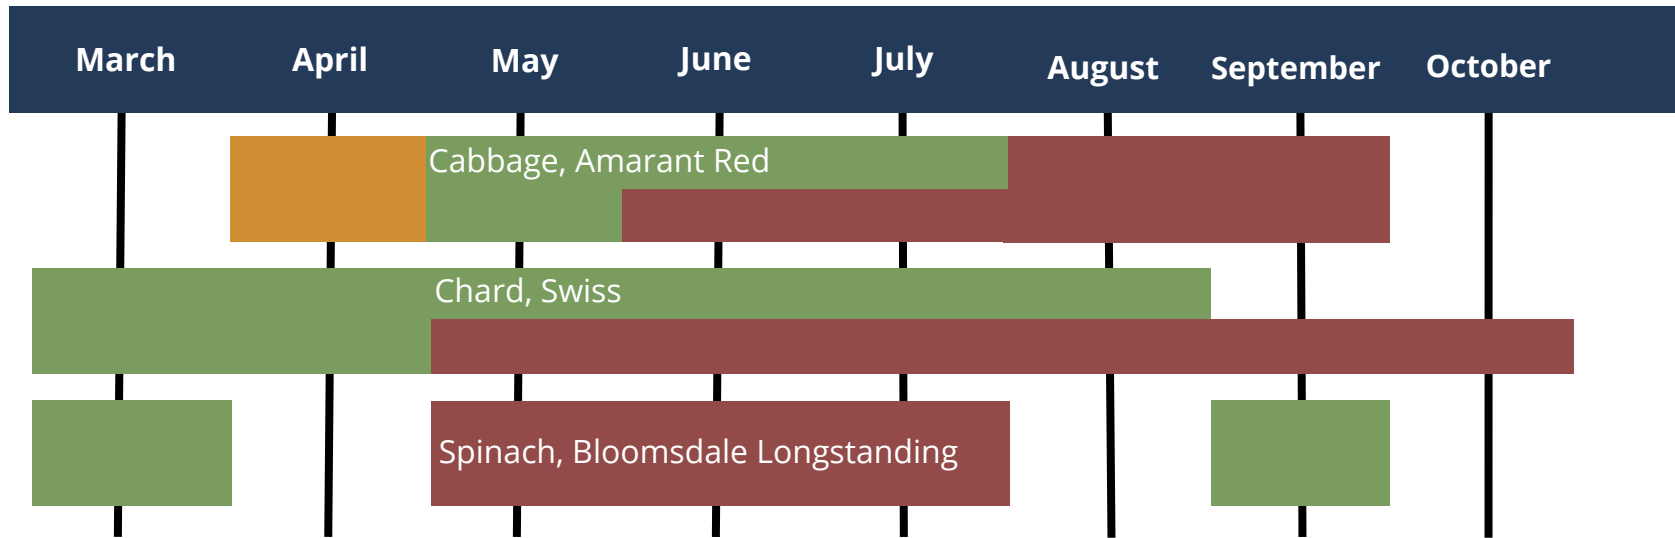 March April May June July August September October
Cabbage, Amarant Red
Chard, Swiss
Spinach, Bloomsdale Longstanding